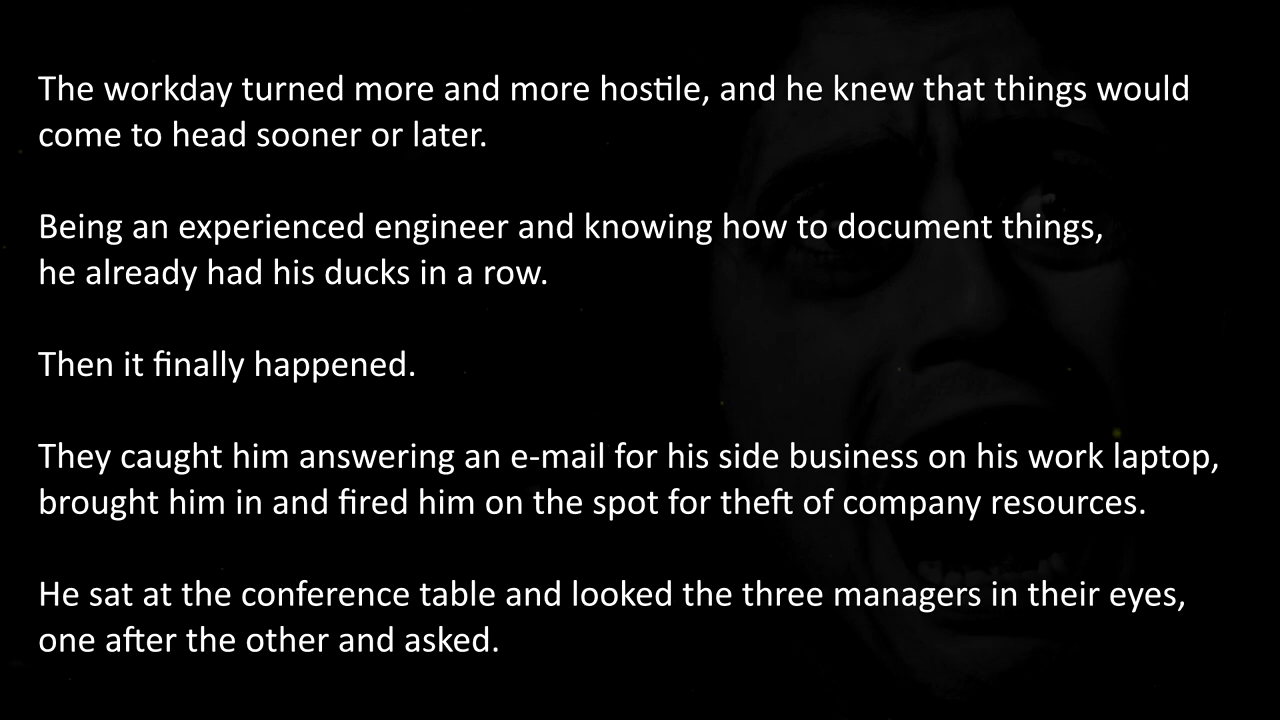 The workday turned more and more hostile, and he knew that things would
come to head sooner or later.
Being an experienced engineer and knowing how to document things,
he already had his ducks in a row.
Then it finally happened.
They caught him answering an e-mail for his side business on his work laptop,
brought him in and fired him on the spot for theft of company resources.
He sat at the conference table and looked the three managers in their eyes,
one after the other and asked.